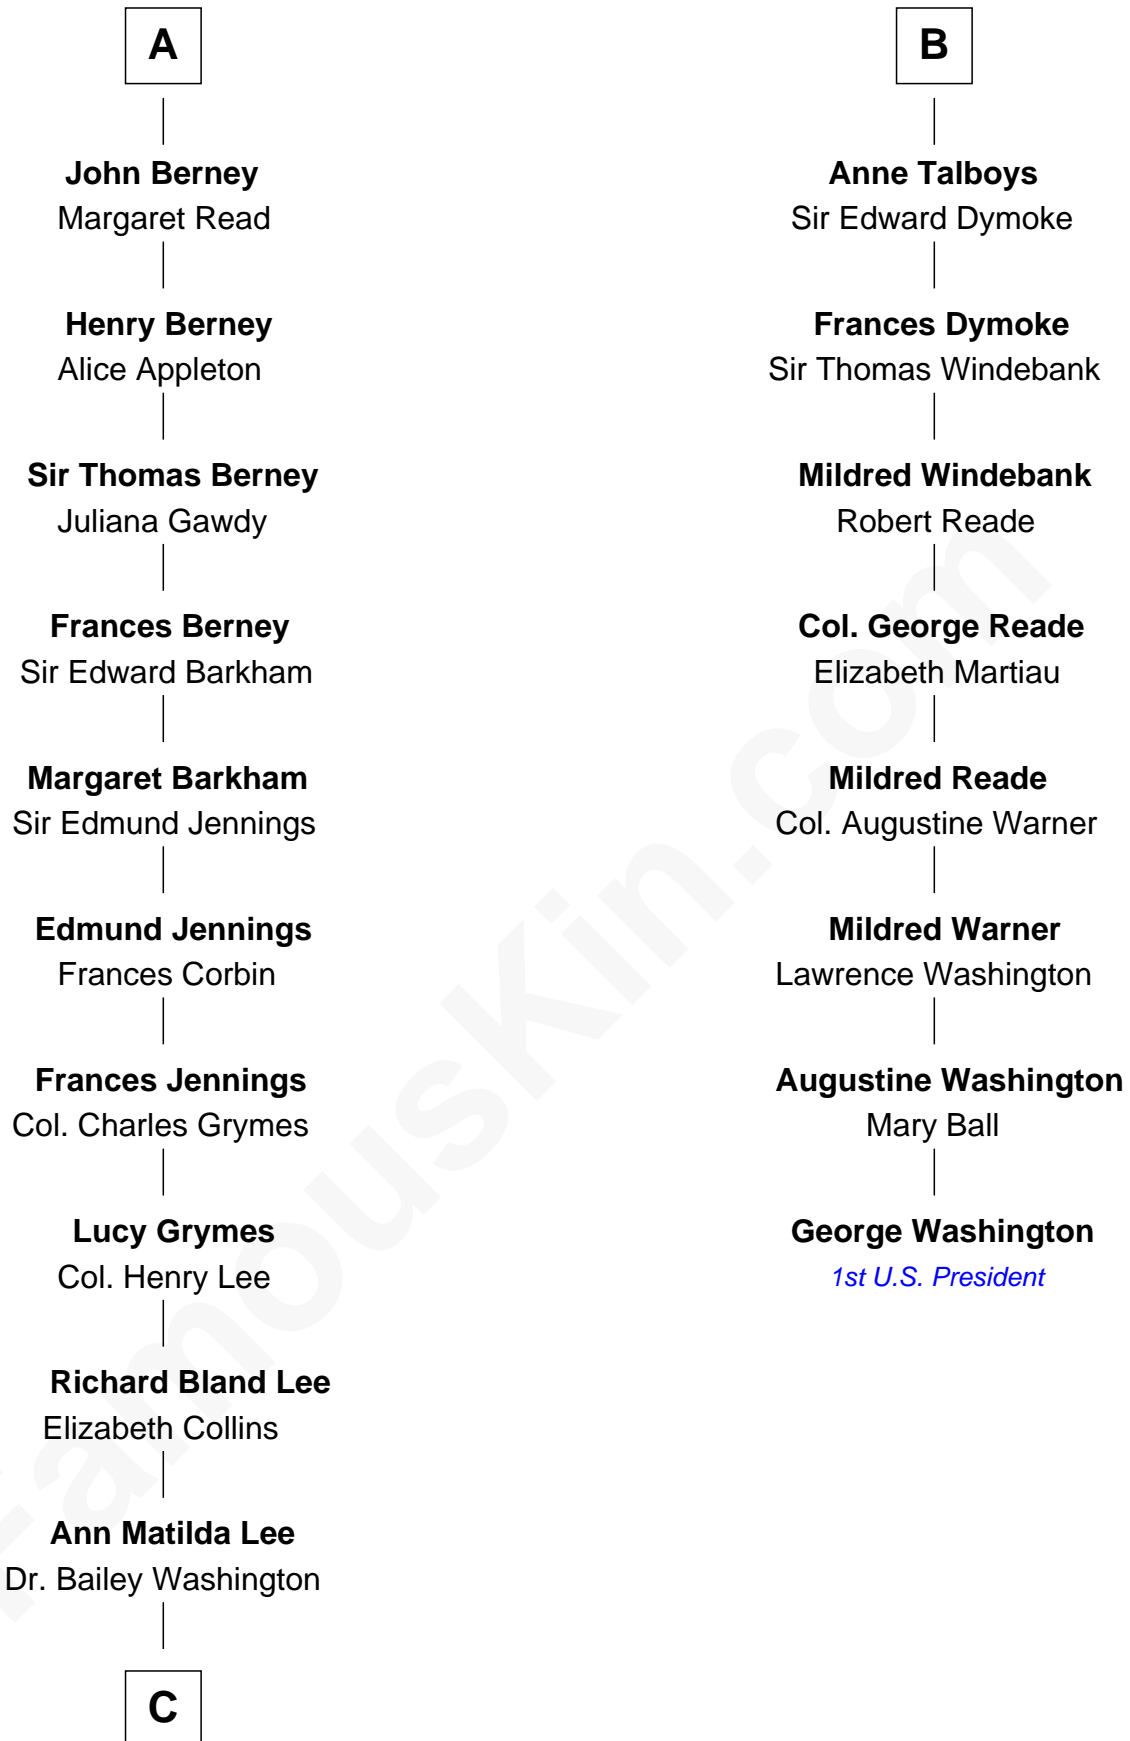 A
John Berney
Margaret Read
Henry Berney
Alice Appleton
Sir Thomas Berney
Juliana Gawdy
Frances Berney
Sir Edward Barkham
Margaret Barkham
Sir Edmund Jennings
Edmund Jennings
Frances Corbin
Frances Jennings
Col. Charles Grymes
Lucy Grymes
Col. Henry Lee
Richard Bland Lee
Elizabeth Collins
Ann Matilda Lee
Dr. Bailey Washington
C
B
Anne Talboys
Sir Edward Dymoke
Frances Dymoke
Sir Thomas Windebank
Mildred Windebank
Robert Reade
Col. George Reade
Elizabeth Martiau
Mildred Reade
Col. Augustine Warner
Mildred Warner
Lawrence Washington
Augustine Washington
Mary Ball
George Washington
1st U.S. President
FamousKin.com